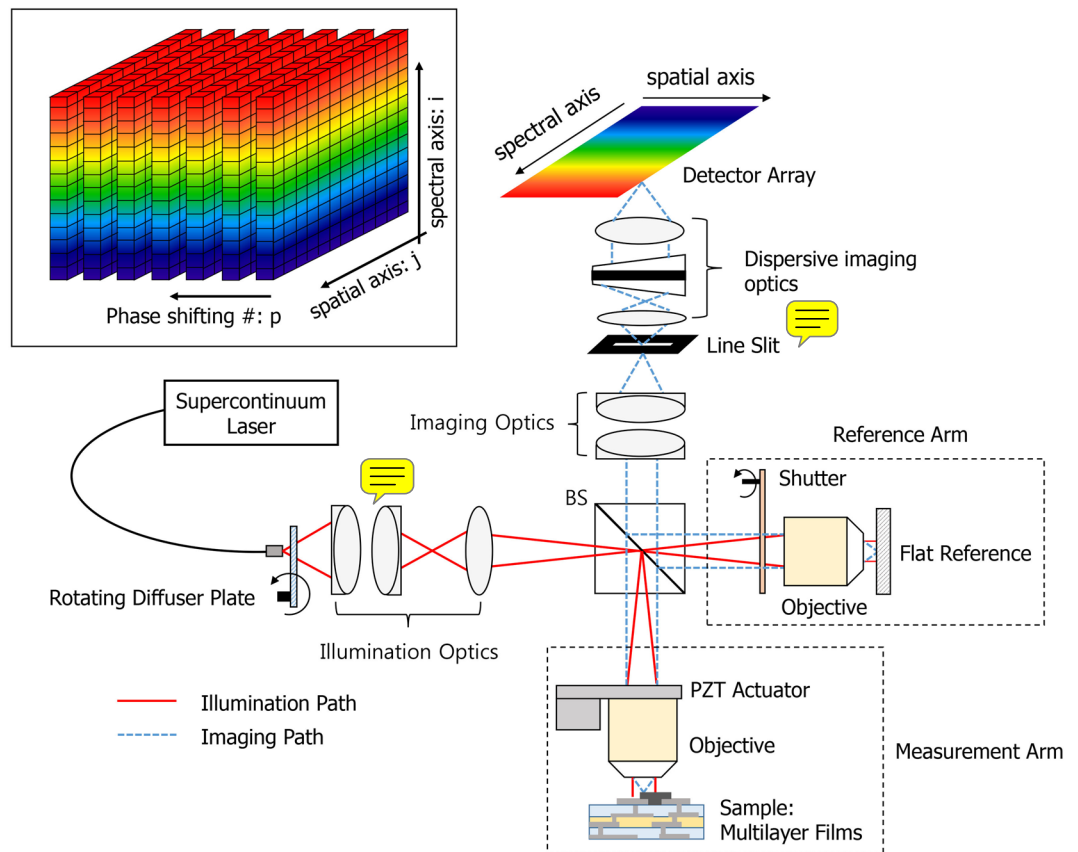 spectral axis: i
spatial axis: j
Phase shifting #: p
spatial axis
spectral axis
Detector Array
Dispersive imaging
optics
Line Slit
Supercontinuum
Laser
Imaging Optics
Reference Arm
BS
Shutter
Flat Reference
Objective
Rotating Diffuser Plate
Illumination Optics
Illumination Path
Imaging Path
PZT Actuator
Objective
Measurement Arm
Sample:
Multilayer Films